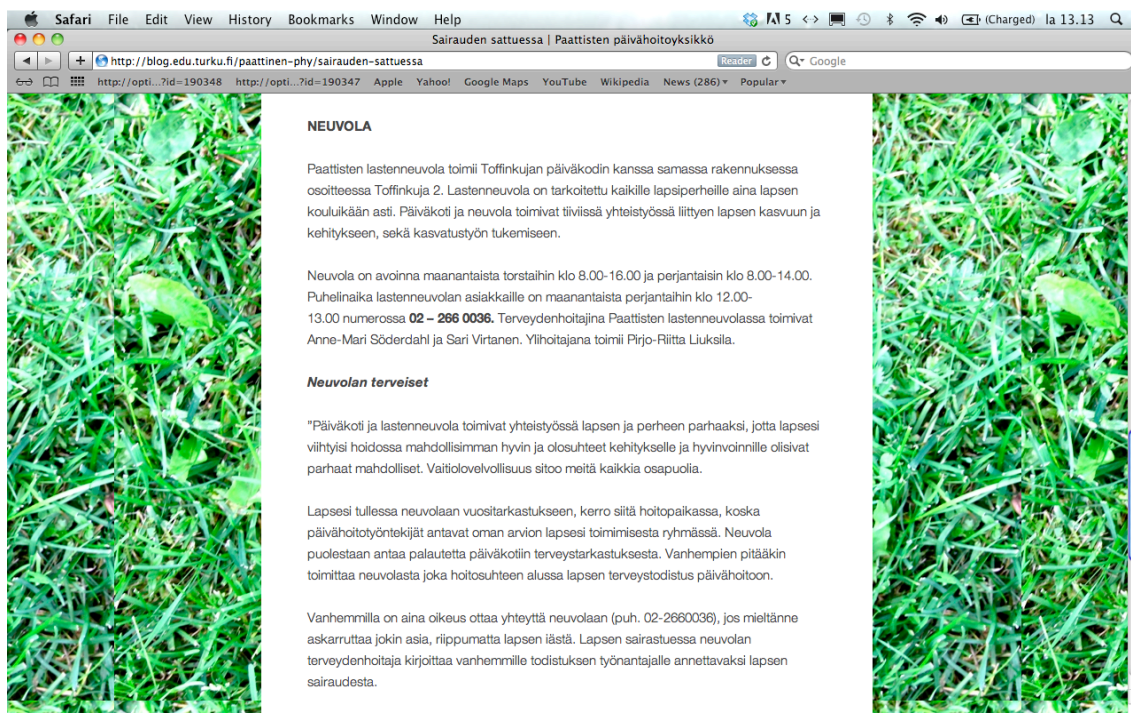 Safari File Edit View History Bookmarks Window Help 5 (Charged) la 13.13
Sairauden sattuessa | Paattisten päivähoitoyksikkö
http://blog.edu.turku.fi/paattinen-phy/sairauden-sattuessa Reader Google
http://opti...?id=190348 http://opti...?id=190347 Apple Yahoo! Google Maps YouTube Wikipedia News (286) Popular
NEUVOLA
Paattisten lastenneuvola toimii Toffinkujan päiväkodin kanssa samassa rakennuksessa
osoitteessa Toffinkuja 2. Lastenneuvola on tarkoitettu kaikille lapsiperheille aina lapsen
kouluikään asti. Päiväkoti ja neuvola toimivat tiiviissä yhteistyössä liittyen lapsen kasvuun ja
kehitykseen, sekä kasvatustyön tukemiseen.
Neuvola on avoinna maanantaista torstaihin klo 8.00-16.00 ja perjantaisin klo 8.00-14.00.
Puhelinaika lastenneuvolan asiakkaille on maanantaista perjantaihin klo 12.00-
13.00 numerossa 02 – 266 0036. Terveydenhoitajina Paattisten lastenneuvolassa toimivat
Anne-Mari Söderdahl ja Sari Virtanen. Ylihoitajana toimii Pirjo-Riitta Liuksila.
Neuvolan terveiset
"Päiväkoti ja lastenneuvola toimivat yhteistyössä lapsen ja perheen parhaaksi, jotta lapsesi
viihtyisi hoidossa mahdollisimman hyvin ja olosuhteet kehitykselle ja hyvinvoinnille olisivat
parhaat mahdolliset. Vaitiolovelvollisuus sitoo meitä kaikkia osapuolia.
Lapsesi tullessa neuvolaan vuositarkastukseen, kerro siitä hoitopaikassa, koska
päivähoitotyöntekijät antavat oman arvion lapsesi toimimisesta ryhmässä. Neuvola
puolestaan antaa palautetta päiväkotiin terveystarkastuksesta. Vanhempien pitääkin
toimittaa neuvolasta joka hoitosuhteen alussa lapsen terveystodistus päivähoitoon.
Vanhemmilla on aina oikeus ottaa yhteyttä neuvolaan (puh. 02-2660036), jos mieltänne
askarruttaa jokin asia, riippumatta lapsen iästä. Lapsen sairastuessa neuvolan
terveydenhoitaja kirjoittaa vanhemmille todistuksen työnantajalle annettavaksi lapsen
sairaudesta.